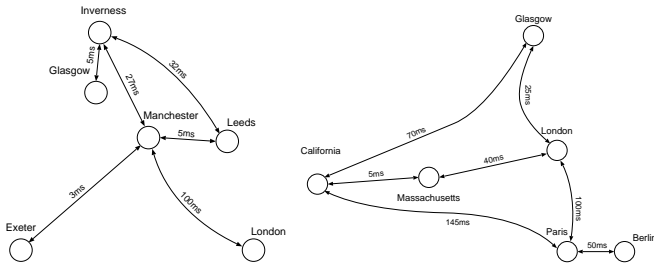 Inverness
5ms
32ms
Glasgow
27ms
Manchester
5ms
Leeds
3ms
100ms
Exeter
London
Glasgow
70ms
25ms
London
California
40ms
5ms
Massachusetts
100ms
145ms
Paris
50ms
Berlin